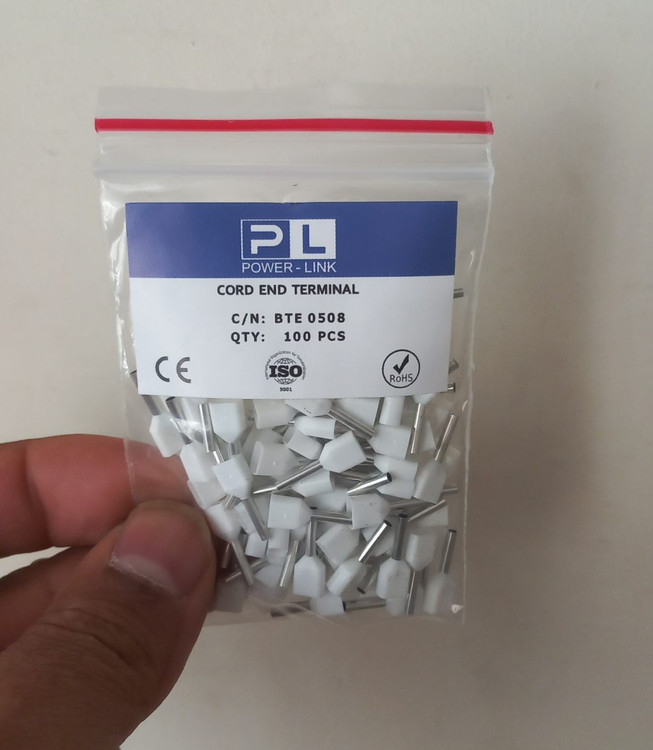 PL
POWER - LINK
CORD END TERMINAL
C/N: BTE 0508
QTY: 100 PCS
CE
ISO
9001
RoHS